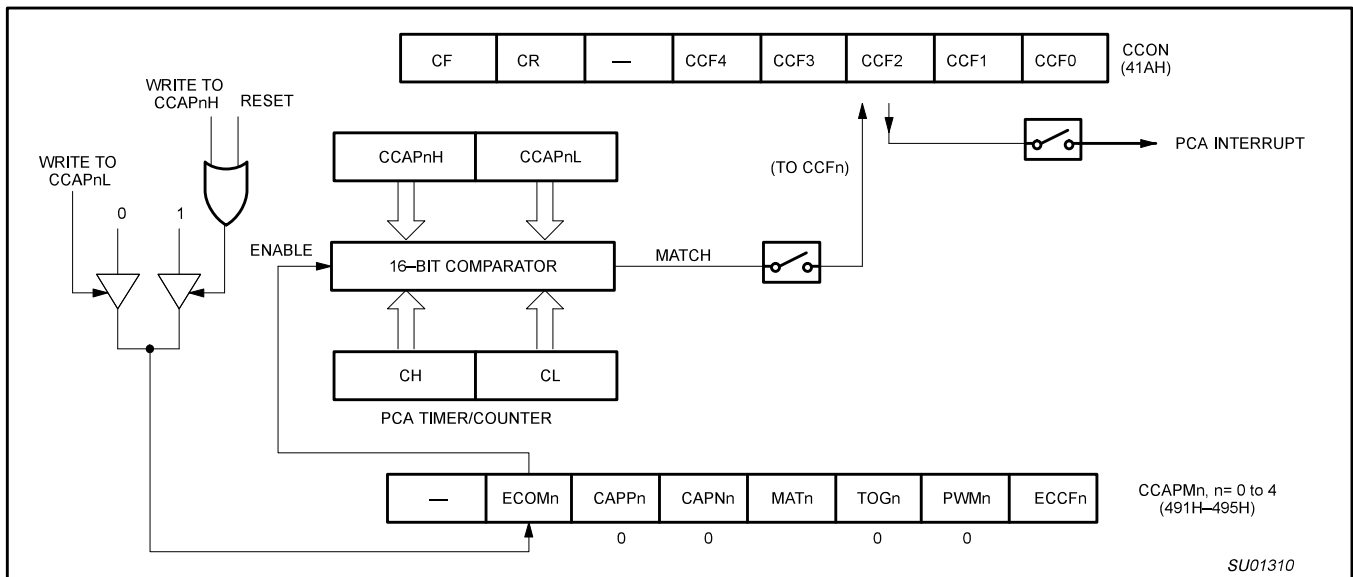 CF CR — CCF4 CCF3 CCF2 CCF1 CCF0
CCON
(41AH)
WRITE TO
CCAPnH
RESET
WRITE TO
CCAPnL
0
1
CCAPnH CCAPnL
(TO CCFn)
PCA INTERRUPT
ENABLE
16–BIT COMPARATOR
MATCH
CH CL
PCA TIMER/COUNTER
— ECOMn CAPPn CAPNn MATn TOGn PWMn ECCFn
0 0 0 0
CCAPMn, n= 0 to 4
(491H–495H)
SU01310